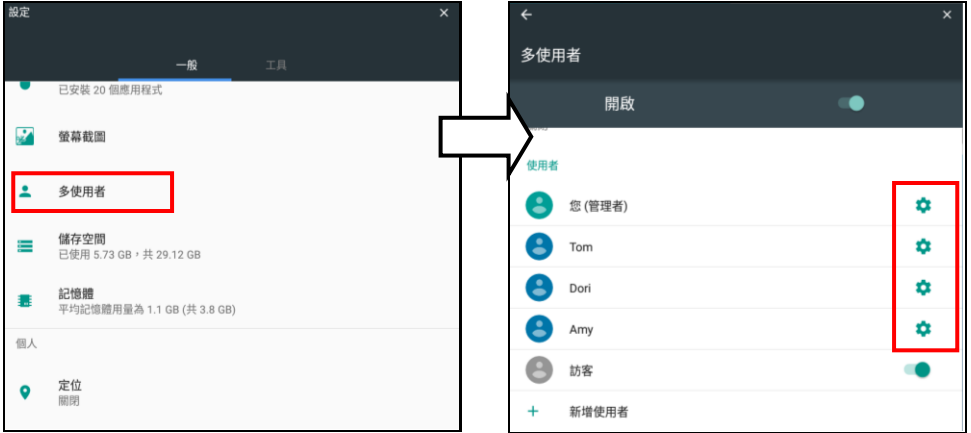 設定
一般 工具
已安裝 20 個應用程式
螢幕截圖
多使用者
儲存空間
已使用 5.73 GB，共 29.12 GB
記憶體
平均記憶體用量為 1.1 GB (共 3.8 GB)
個人
定位
關閉
多使用者
開啟
使用者
您 (管理者)
Tom
Dori
Amy
訪客
新增使用者